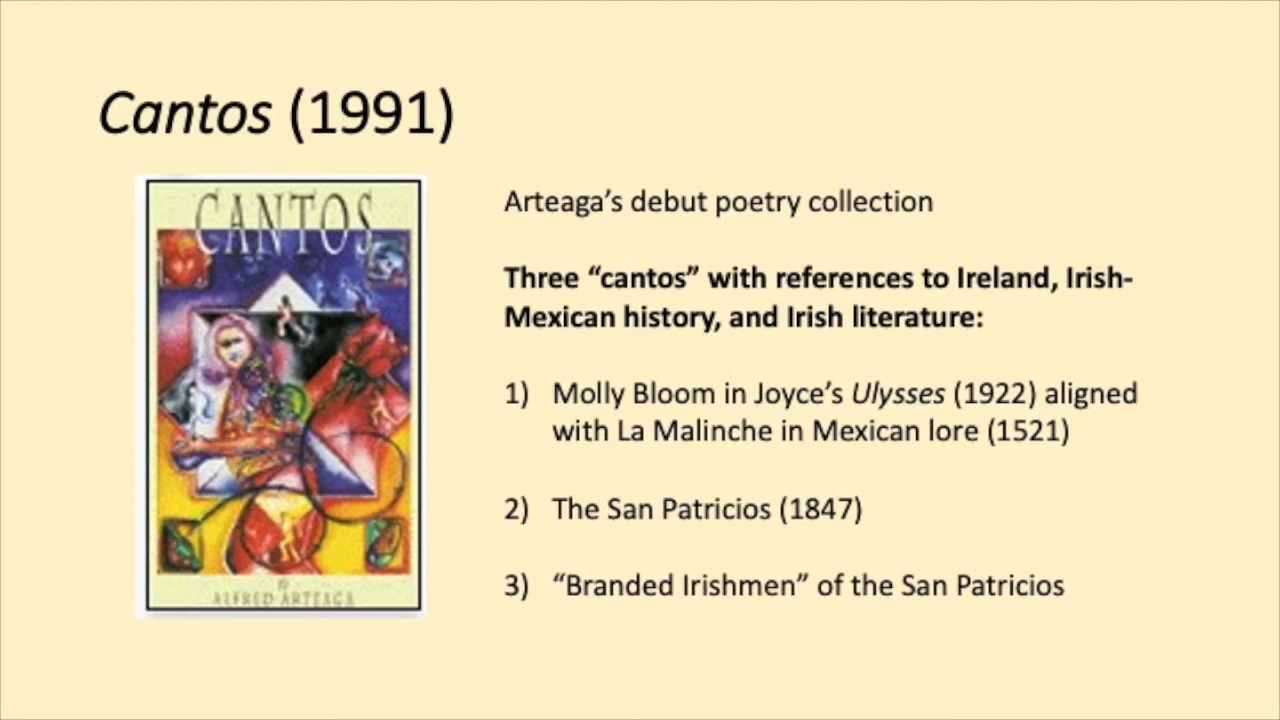 Cantos (1991)
CANTOS
BY
ALFRED ARTEAGA
Arteaga’s debut poetry collection
Three “cantos” with references to Ireland, Irish-
Mexican history, and Irish literature:
1) Molly Bloom in Joyce’s Ulysses (1922) aligned
with La Malinche in Mexican lore (1521)
2) The San Patricios (1847)
3) “Branded Irishmen” of the San Patricios